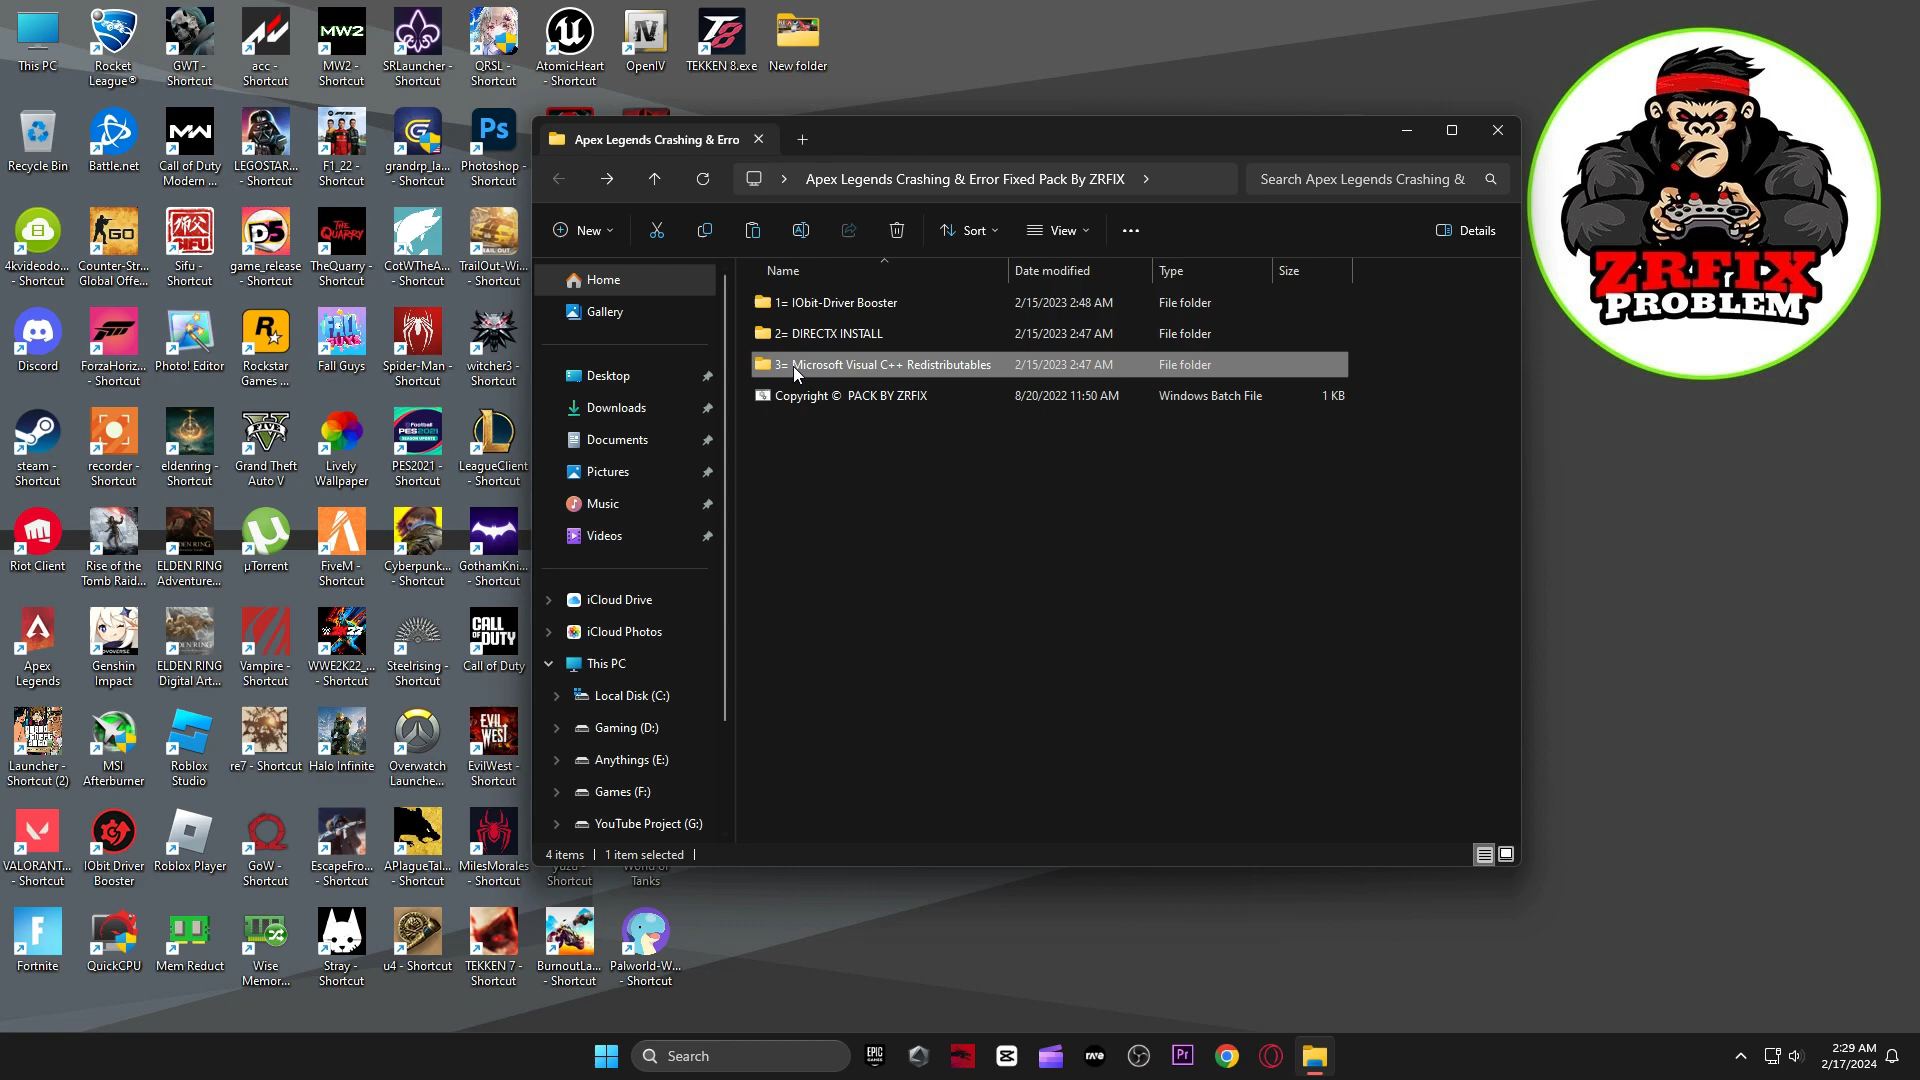 This PC
Rocket
League®
GWT -
Shortcut
acc -
Shortcut
MW2
MW2 -
Shortcut
SRLauncher -
Shortcut
QRSL -
Shortcut
AtomicHeart
- Shortcut
OpenIV
TEKKEN 8.exe
New folder
Recycle Bin
Battle.net
Call of Duty
Modern ...
LEGOSTAR...
- Shortcut
F1_22 -
Shortcut
grandrp_la...
- Shortcut
Ps
Photoshop -
Shortcut
4kvideodo...
- Shortcut
GO
Counter-Str...
Global Offe...
Sifu -
Shortcut
game_release
- Shortcut
TheQuarry -
Shortcut
CotWTheA...
- Shortcut
TrailOut-Wi...
- Shortcut
Discord
ForzaHoriz...
- Shortcut
Photo! Editor
Rockstar
Games ...
Fall Guys
Spider-Man -
Shortcut
witcher3 -
Shortcut
steam -
Shortcut
recorder -
Shortcut
eldenring -
Shortcut
Grand Theft
Auto V
Lively
Wallpaper
PES2021 -
Shortcut
LeagueClient
- Shortcut
Riot Client
Rise of the
Tomb Raid...
ELDEN RING
Adventure...
µTorrent
FiveM -
Shortcut
Cyberpunk...
- Shortcut
GothamKni...
- Shortcut
Apex
Legends
Genshin
Impact
ELDEN RING
Digital Art...
Vampire -
Shortcut
WWE2K22_...
- Shortcut
Steelrising -
Shortcut
CALL
OF DUTY
Call of Duty
Launcher -
Shortcut (2)
MSI
Afterburner
Roblox
Studio
re7 - Shortcut
Halo Infinite
Overwatch
Launche...
EVIL
WEST
EvilWest -
Shortcut
VALORANT...
- Shortcut
IObit Driver
Booster
Roblox Player
GoW -
Shortcut
EscapeFro...
- Shortcut
APlagueTal...
- Shortcut
MilesMorales
- Shortcut
Shortcut
Tanks
Fortnite
QuickCPU
Mem Reduct
Wise
Memor...
Stray -
Shortcut
u4 - Shortcut
TEKKEN 7 -
Shortcut
BurnoutLa...
- Shortcut
Palworld-W...
- Shortcut
Apex Legends Crashing & Erro
Apex Legends Crashing & Error Fixed Pack By ZRFIX
Search Apex Legends Crashing &
New
Sort
View
Details
Home
Gallery
Desktop
Downloads
Documents
Pictures
Music
Videos
iCloud Drive
iCloud Photos
This PC
Local Disk (C:)
Gaming (D:)
Anythings (E:)
Games (F:)
YouTube Project (G:)
Name Date modified Type Size
1= IObit-Driver Booster 2/15/2023 2:48 AM File folder
2= DIRECTX INSTALL 2/15/2023 2:47 AM File folder
3= Microsoft Visual C++ Redistributables 2/15/2023 2:47 AM File folder
Copyright © PACK BY ZRFIX 8/20/2022 11:50 AM Windows Batch File 1 KB
4 items 1 item selected
ZRFIX
PROBLEM
Search
EPIC
GAMES
Pr
2:29 AM
2/17/2024